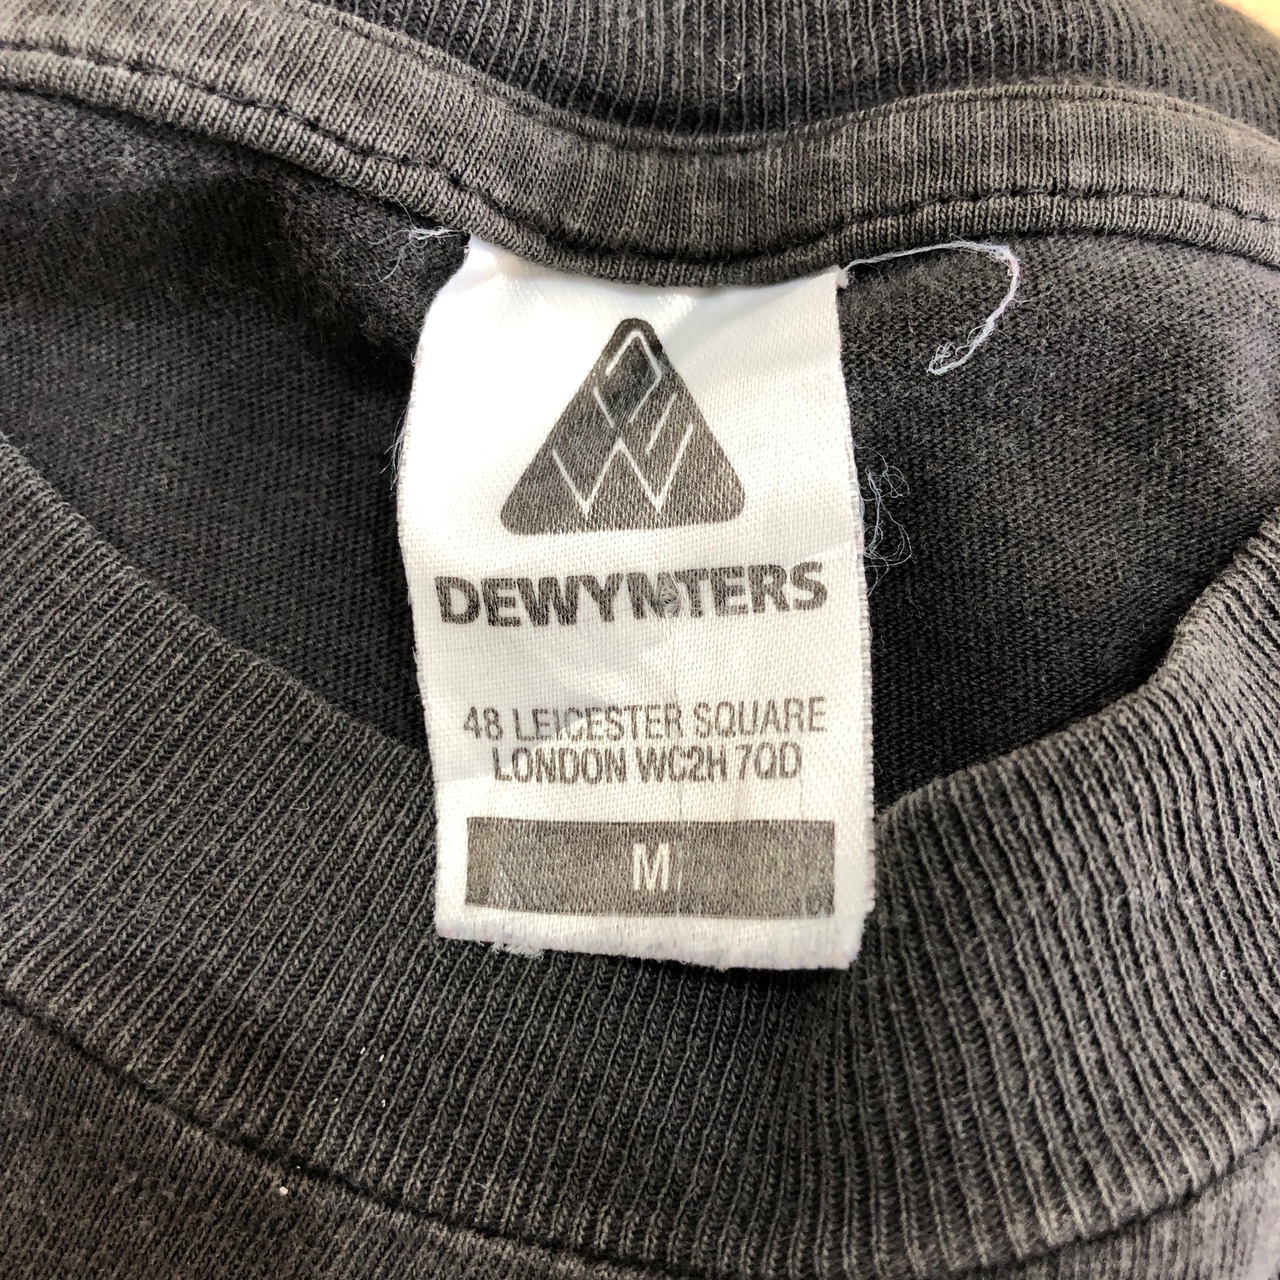 DEWYNTERS
48 LEICESTER SQUARE
LONDON WC2H 7QD
M